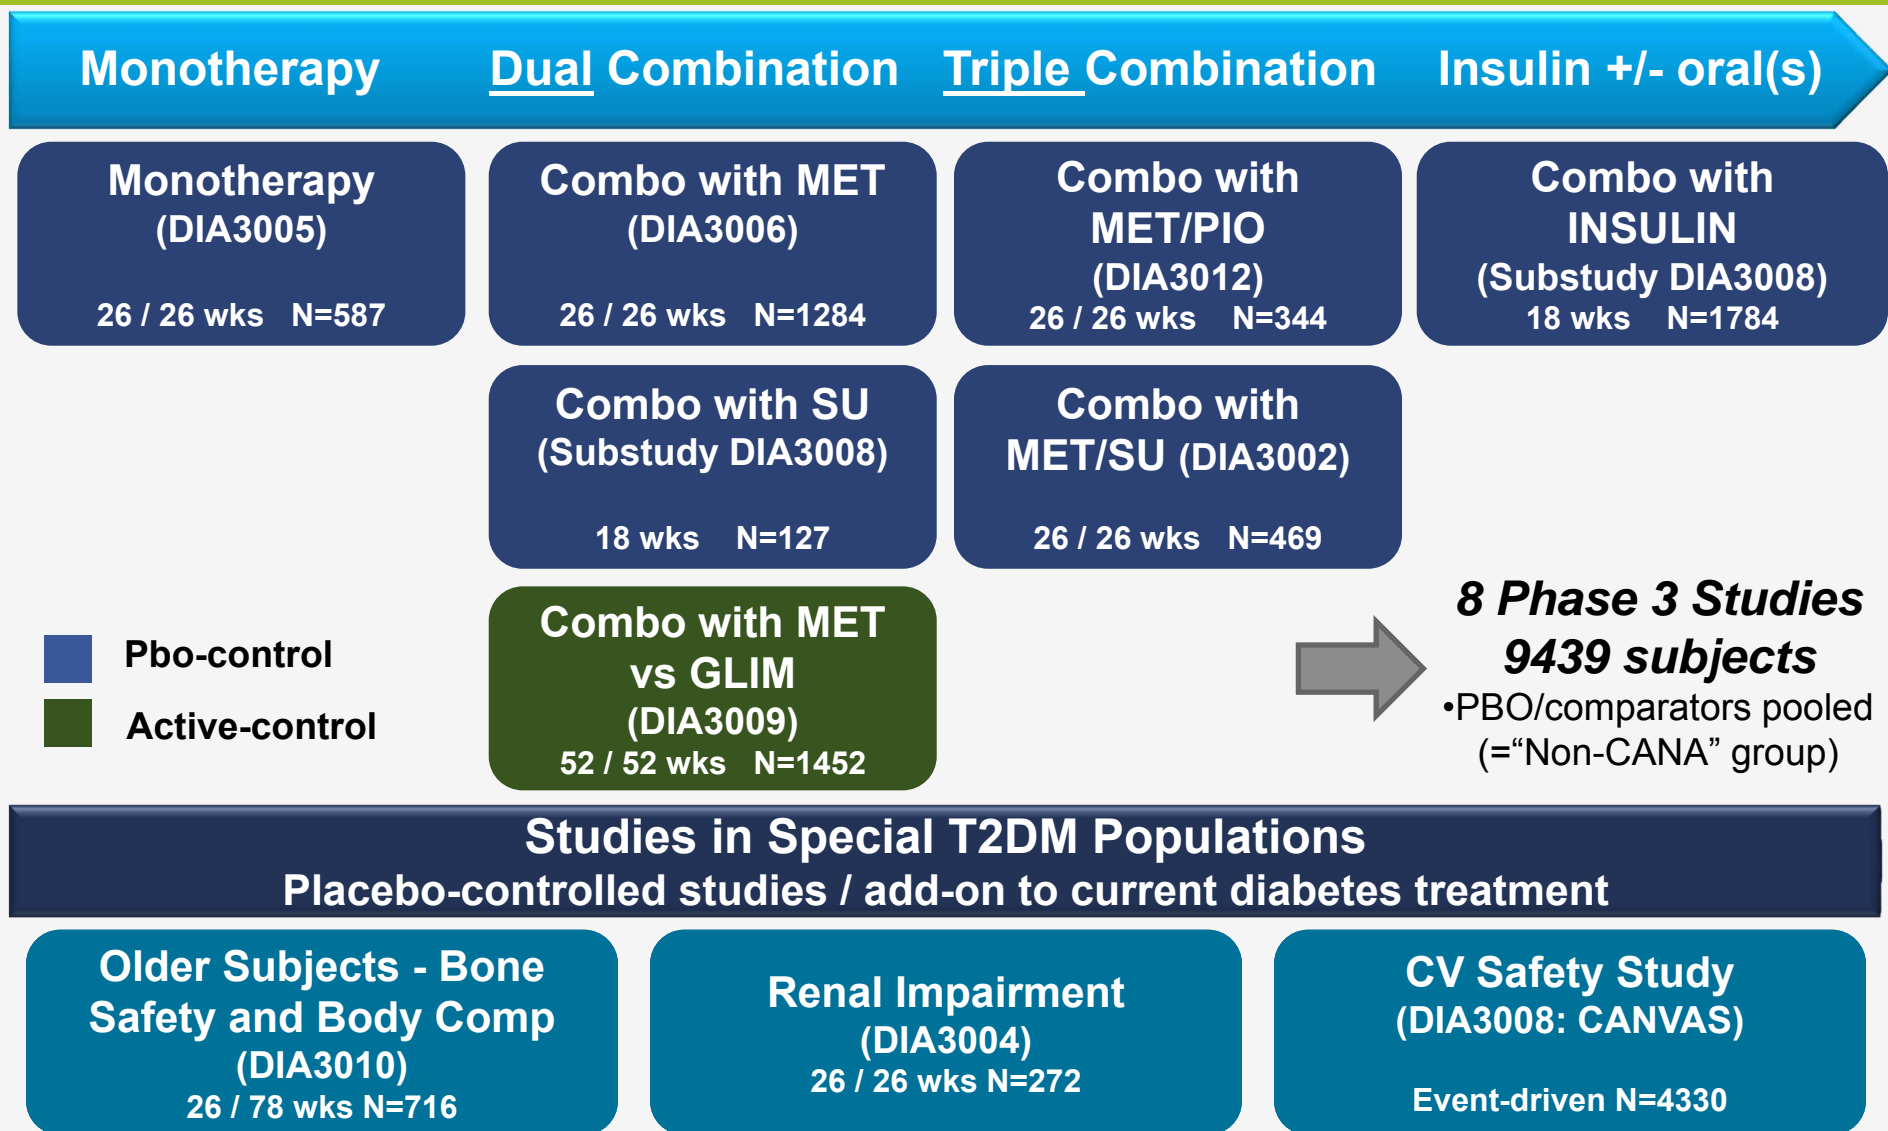 Monotherapy
Dual Combination
Triple Combination
Insulin +/- oral(s)
Monotherapy
(DIA3005)
26 / 26 wks N=587
Combo with MET
(DIA3006)
26 / 26 wks N=1284
Combo with
MET/PIO
(DIA3012)
26 / 26 wks N=344
Combo with
INSULIN
(Substudy DIA3008)
18 wks N=1784
Combo with SU
(Substudy DIA3008)
18 wks N=127
Combo with
MET/SU (DIA3002)
26 / 26 wks N=469
Pbo-control
Active-control
Combo with MET
vs GLIM
(DIA3009)
52 / 52 wks N=1452
8 Phase 3 Studies
9439 subjects
•PBO/comparators pooled
(=“Non-CANA” group)
Studies in Special T2DM Populations
Placebo-controlled studies / add-on to current diabetes treatment
Older Subjects - Bone
Safety and Body Comp
(DIA3010)
26 / 78 wks N=716
Renal Impairment
(DIA3004)
26 / 26 wks N=272
CV Safety Study
(DIA3008: CANVAS)
Event-driven N=4330